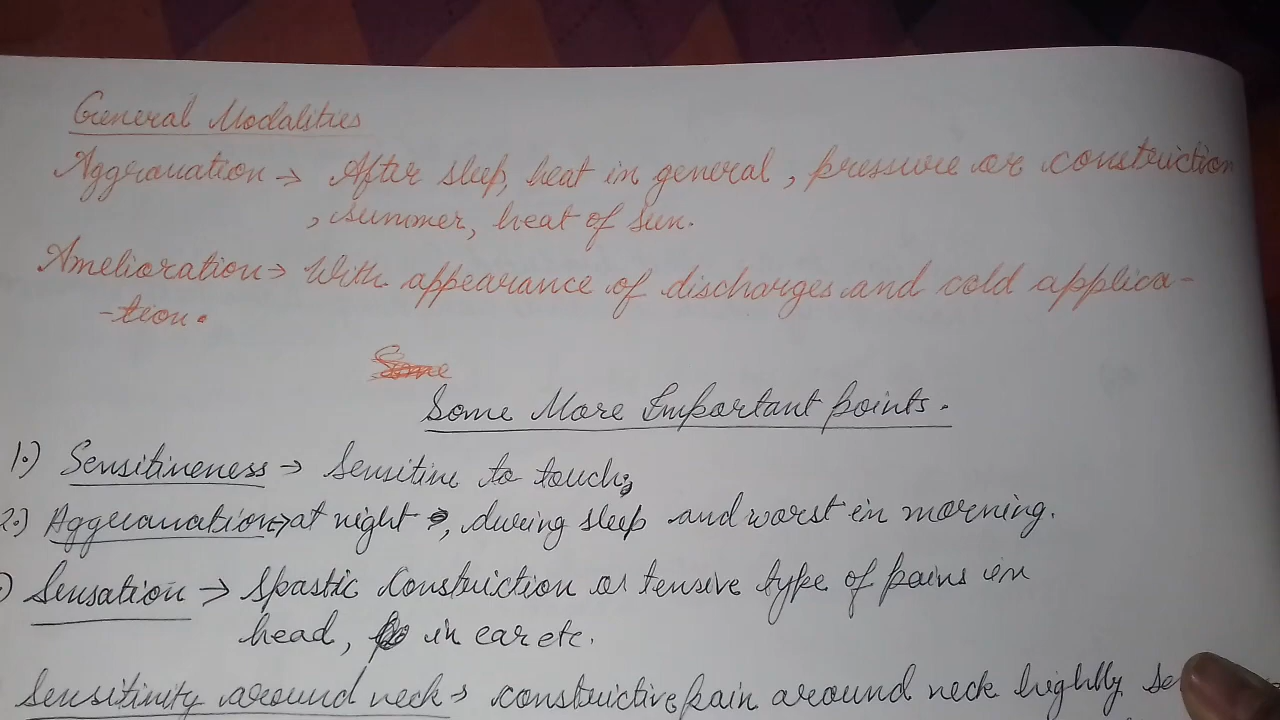 General Modalities
Aggravation → After sleep, heat in general, pressure or constriction
, summer, heat of sun.
Amelioration → With appearance of discharges and cold applica-
-tion.
Some
Some More Important points.
1.) Sensitiveness → Sensitive to touch,
2.) Aggravation → at night, during sleep and worst in morning.
) Sensation → Spastic constriction or tensive type of pains in
head, in ear etc.
Sensitivity around neck → constrictive pain around neck highly se